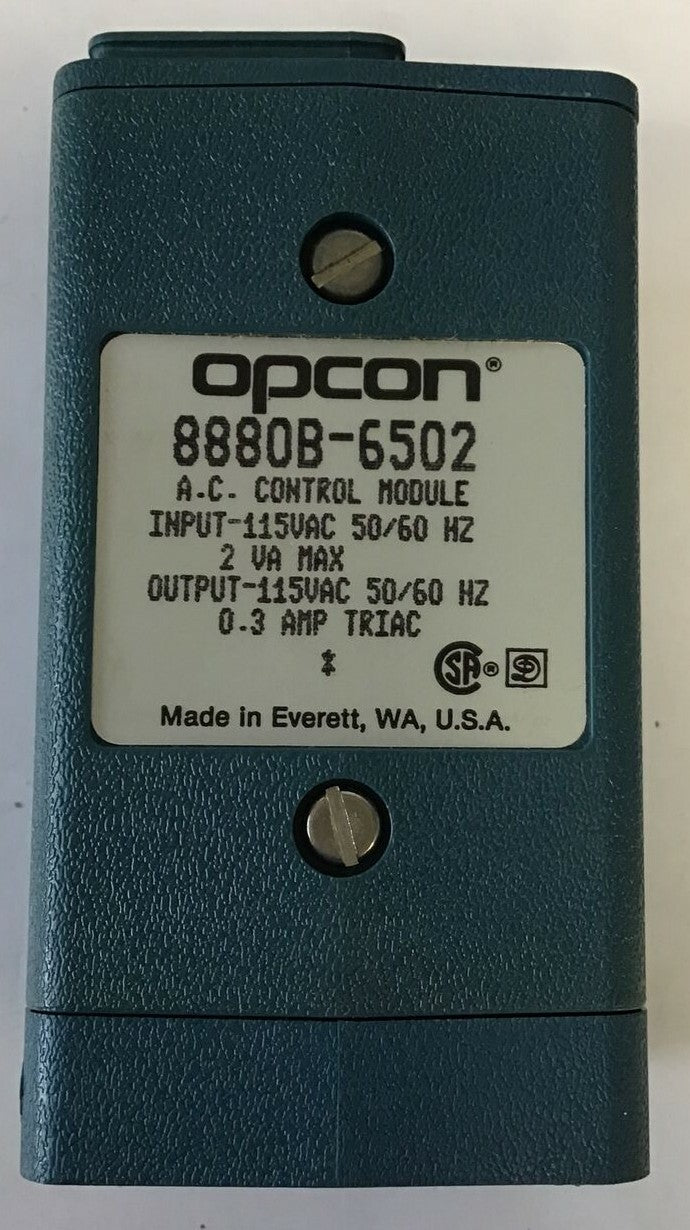 opcon®
8880B-6502
A.C. CONTROL MODULE
INPUT-115VAC 50/60 HZ
2 VA MAX
OUTPUT-115VAC 50/60 HZ
0.3 AMP TRIAC
*
SA®
Made in Everett, WA, U.S.A.